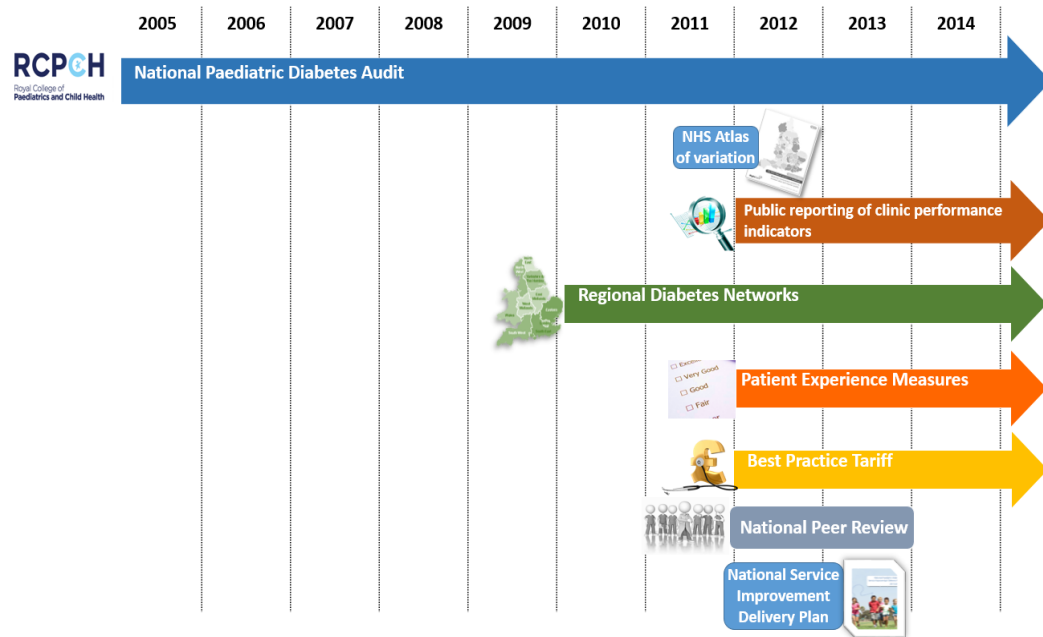 2005 2006 2007 2008 2009 2010 2011 2012 2013 2014
RCPCH
Royal College of
Paediatrics and Child Health
National Paediatric Diabetes Audit
NHS Atlas
of variation
Public reporting of clinic performance
indicators
Regional Diabetes Networks
Very Good
Good
Fair
Patient Experience Measures
Best Practice Tariff
National Peer Review
National Service
Improvement
Delivery Plan